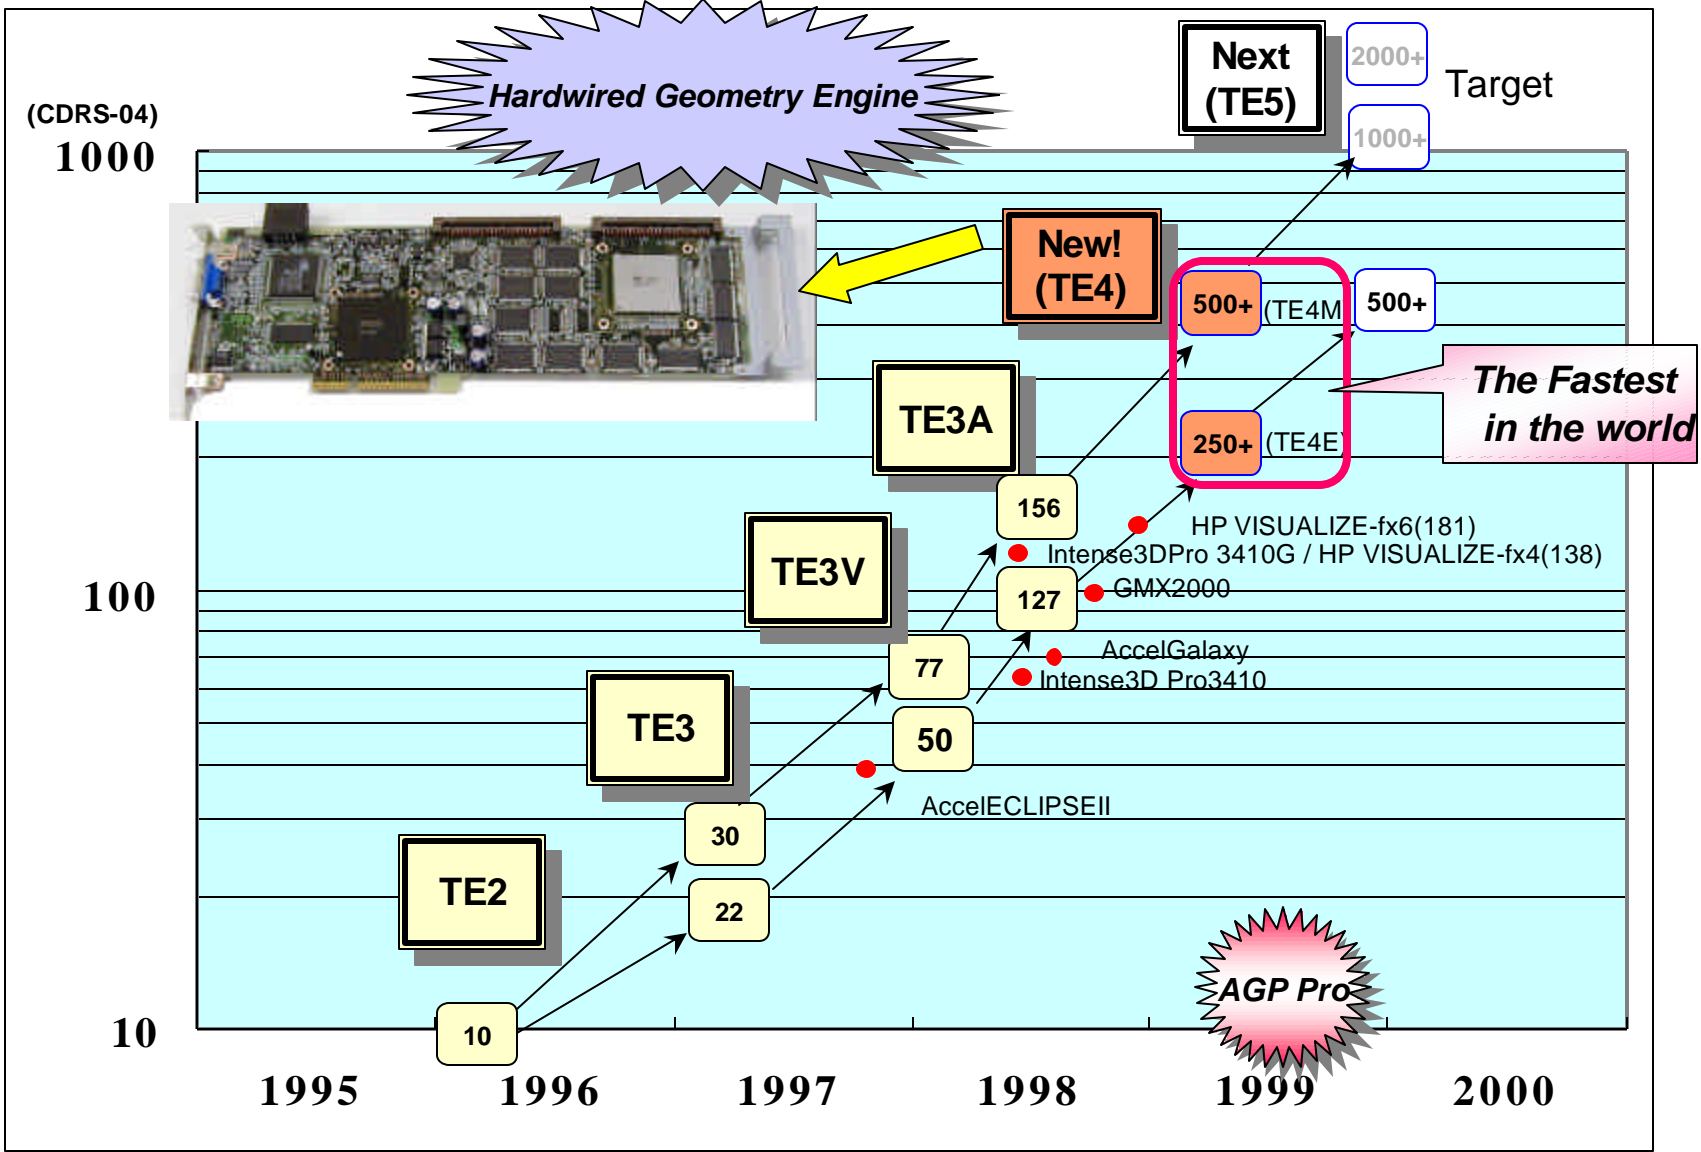 Hardwired Geometry Engine
Next
(TE5)
2000+
Target
1000+
(CDRS-04)
1000
New!
(TE4)
500+
(TE4M
500+
The Fastest
in the world
TE3A
250+
(TE4E)
156
HP VISUALIZE-fx6(181)
Intense3DPro 3410G / HP VISUALIZE-fx4(138)
TE3V
100
127
GMX2000
77
AccelGalaxy
Intense3D Pro3410
TE3
50
AccelECLIPSEII
30
TE2
22
AGP Pro
10
10
1995
1996
1997
1998
1999
2000